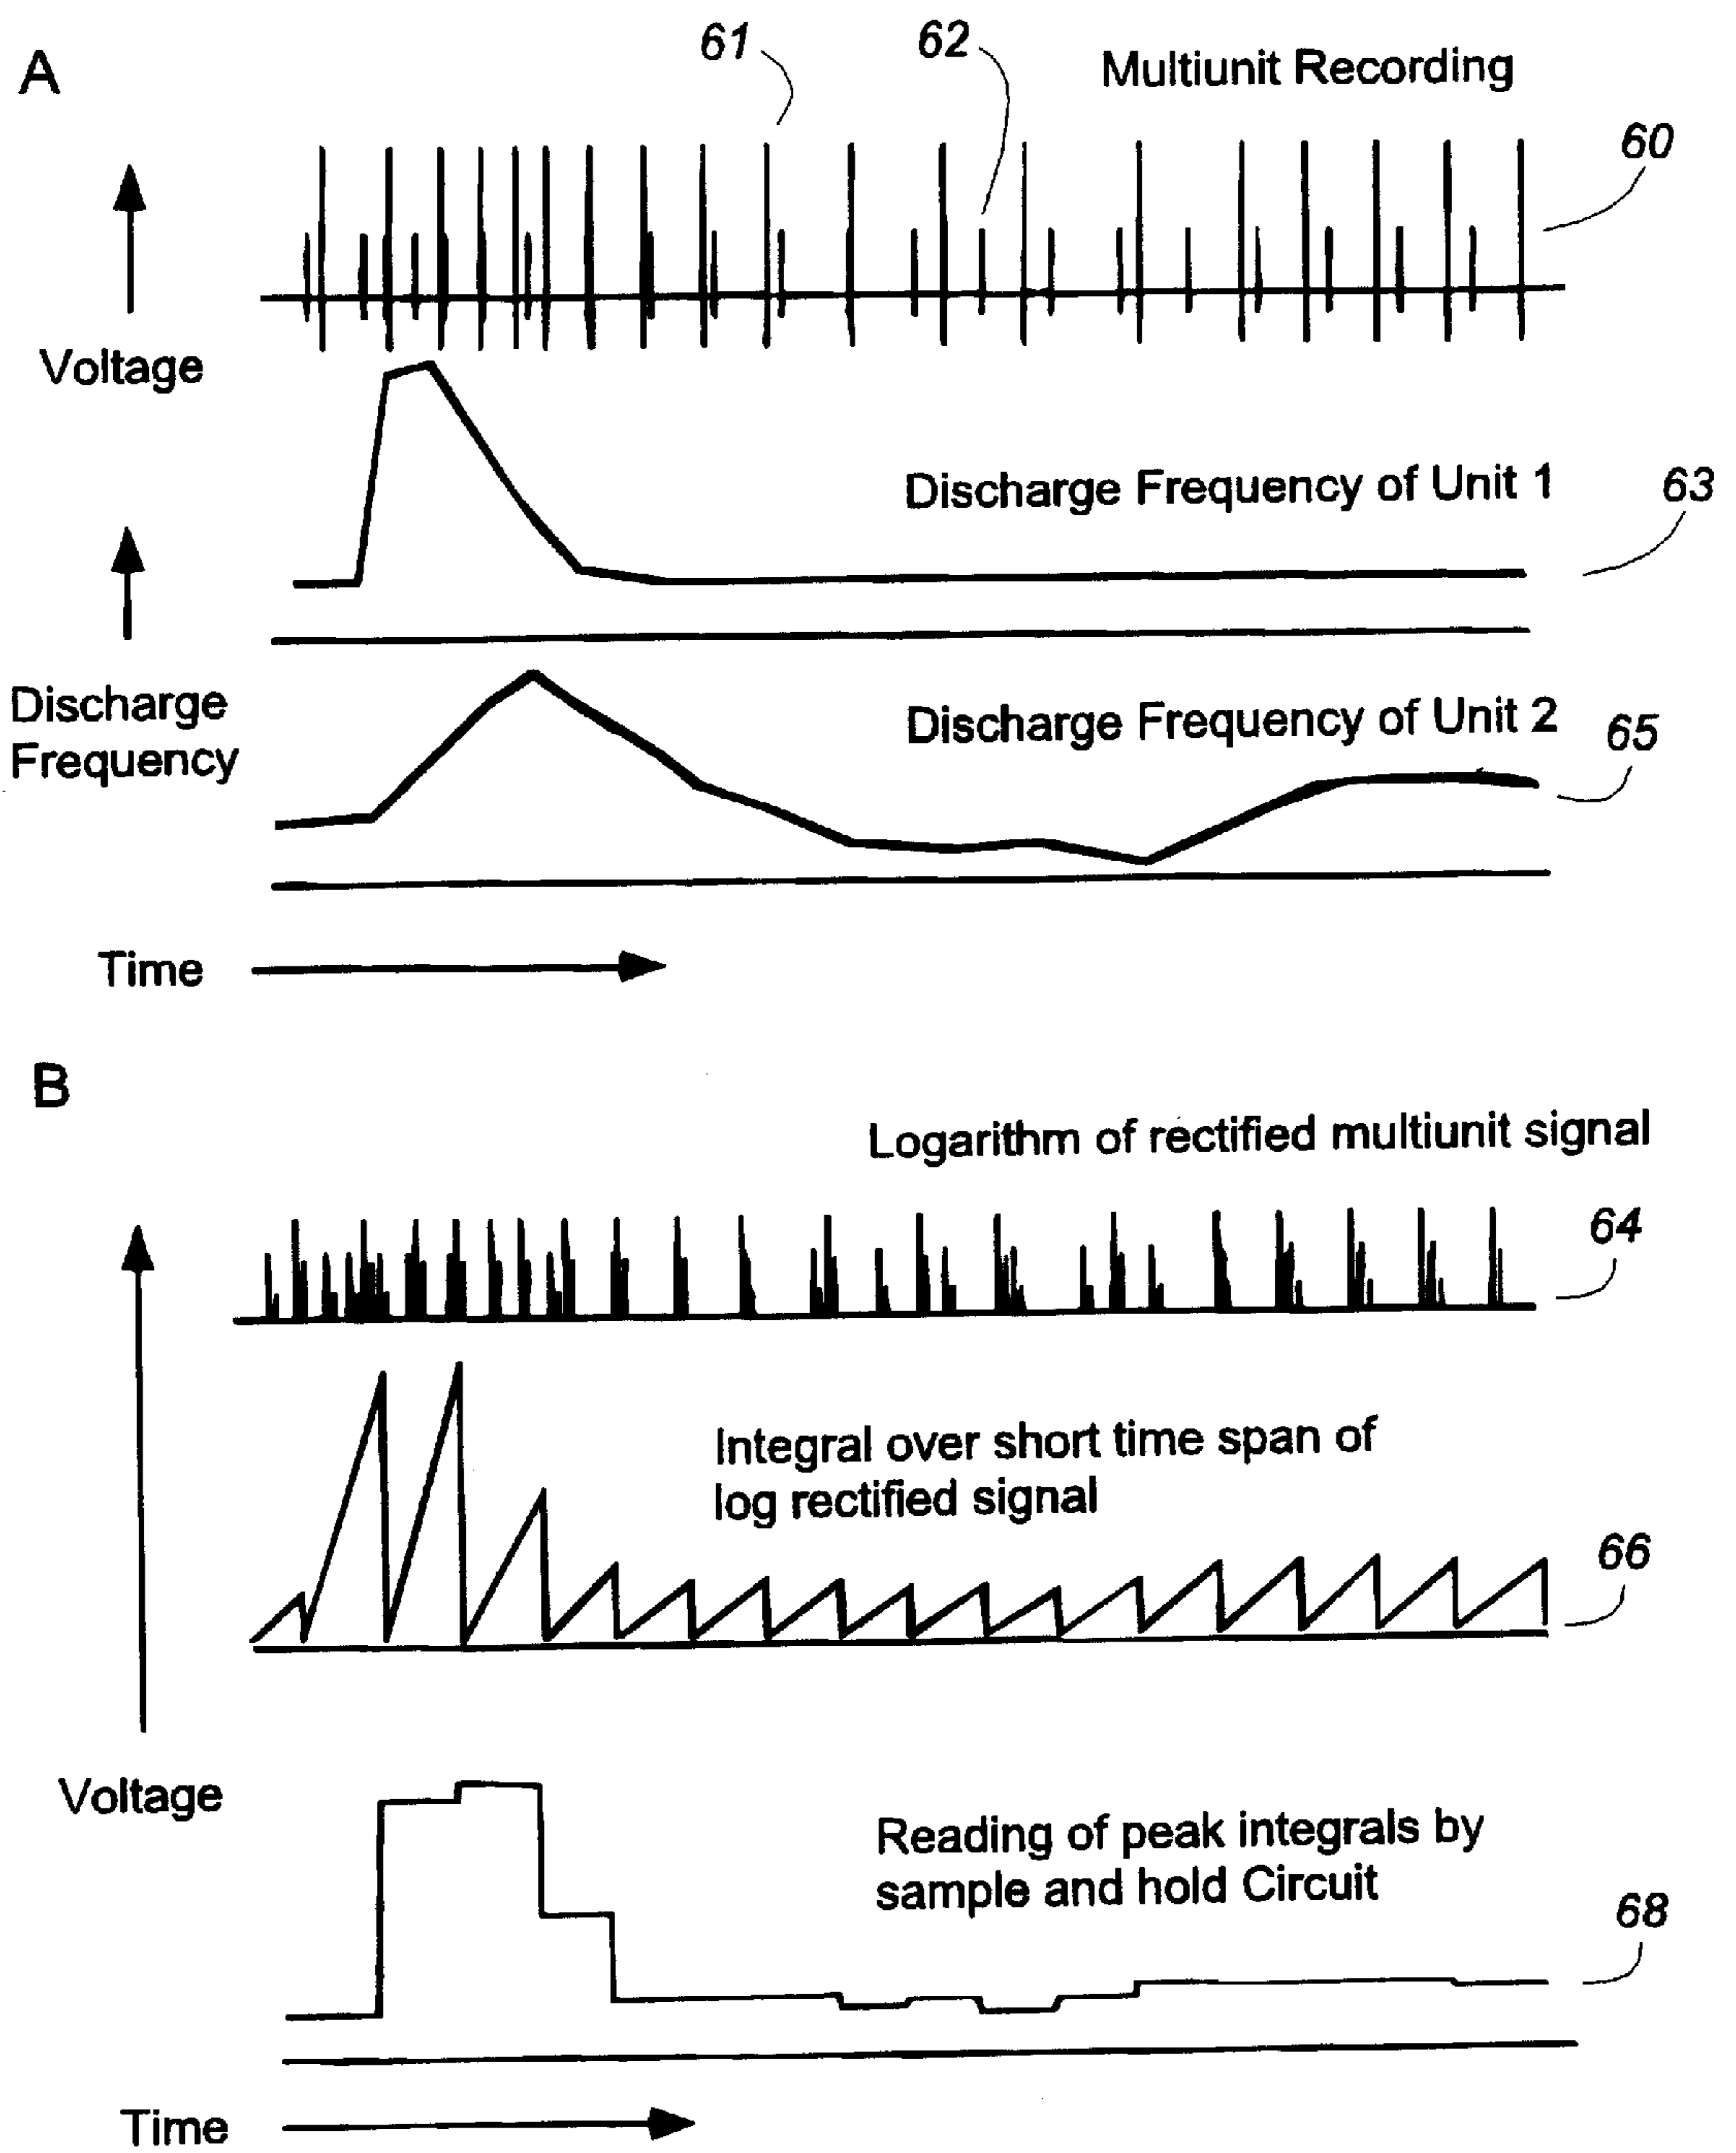 A
61
62
Multiunit Recording
60
Voltage
Discharge Frequency of Unit 1
63
Discharge
Frequency
Discharge Frequency of Unit 2
65
Time
B
Logarithm of rectified multiunit signal
64
Integral over short time span of
log rectified signal
66
Voltage
Reading of peak integrals by
sample and hold Circuit
68
Time